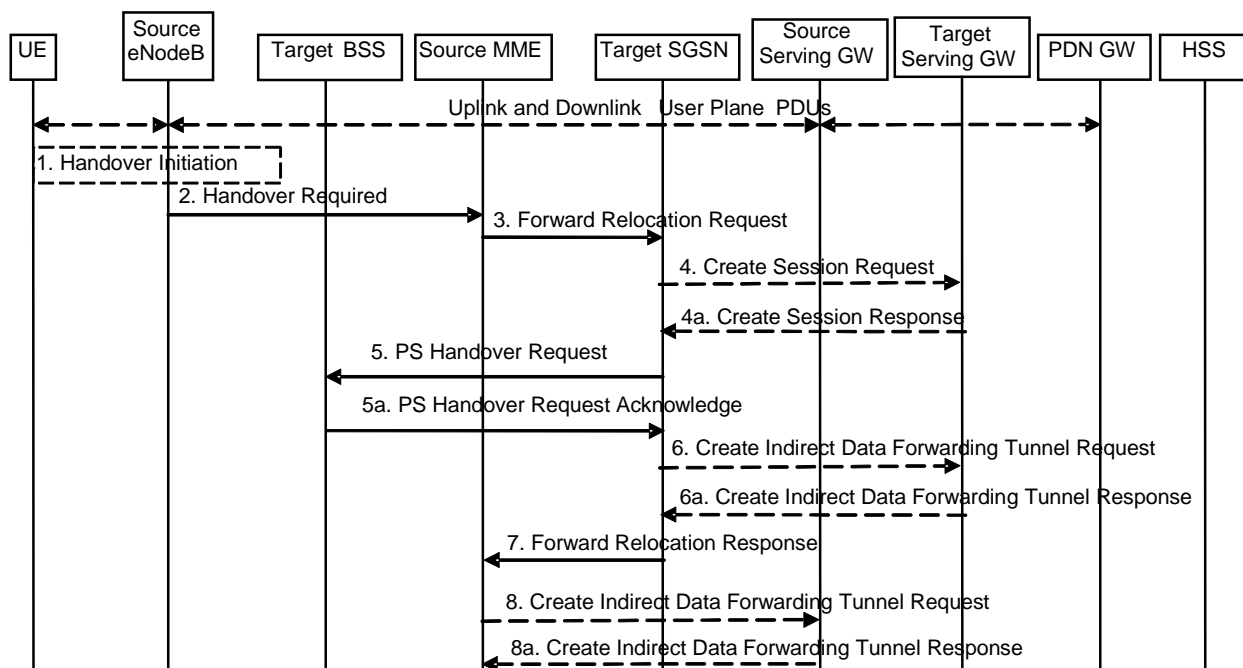 UE
Source
eNodeB
Target BSS
Source MME
Target SGSN
Source
Serving GW
Target
Serving GW
PDN GW
HSS
Uplink and Downlink User Plane PDUs
1. Handover Initiation
2. Handover Required
3. Forward Relocation Request
4. Create Session Request
4a. Create Session Response
5. PS Handover Request
5a. PS Handover Request Acknowledge
6. Create Indirect Data Forwarding Tunnel Request
6a. Create Indirect Data Forwarding Tunnel Response
7. Forward Relocation Response
8. Create Indirect Data Forwarding Tunnel Request
8a. Create Indirect Data Forwarding Tunnel Response